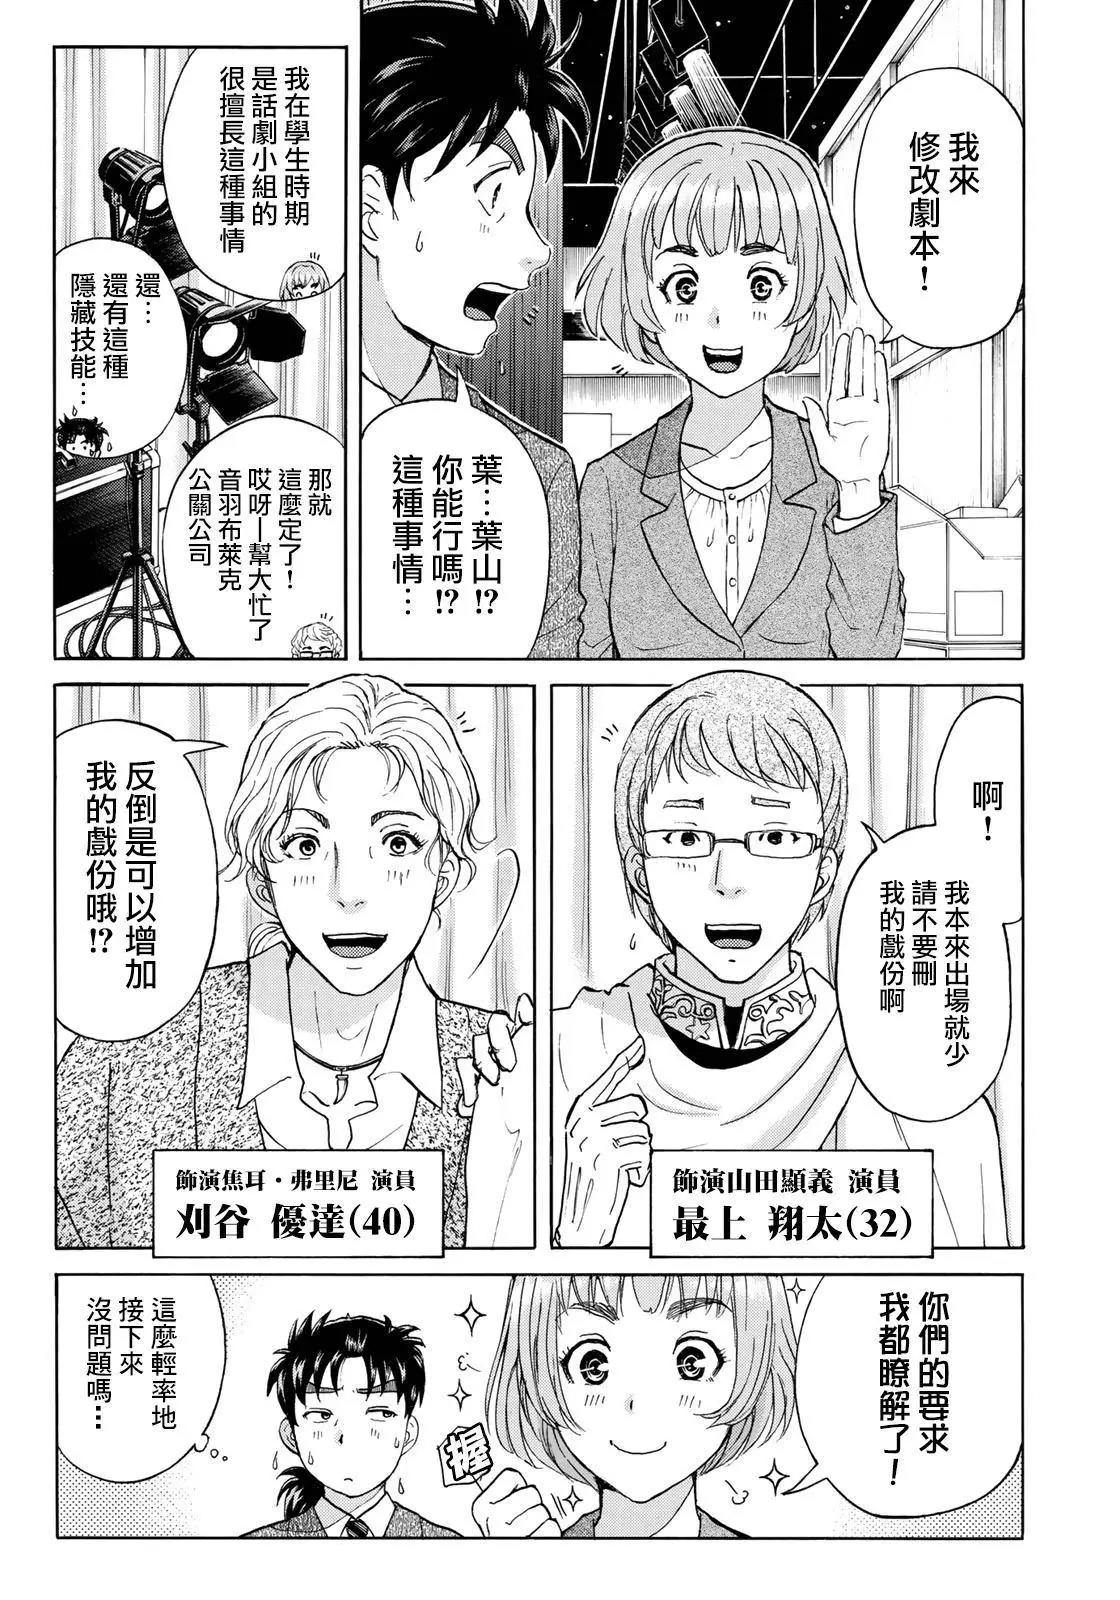 我來
修改劇本！
葉…葉山!?
你能行嗎!?
這種事情…
我在學生時期
是話劇小組的
很擅長這種事情
還…
還有這種
隱藏技能…
那就
這麼定了！
哎呀—幫大忙了
音羽布萊克
公關公司
啊！
我本來出場就少
請不要刪
我的戲份啊
飾演山田顯義 演員
最上 翔太(32)
反倒是可以增加
我的戲份哦!?
飾演焦耳·弗里尼 演員
刈谷 優達(40)
你們的要求
我都瞭解了！
握
這麼輕率地
接下來
沒問題嗎…